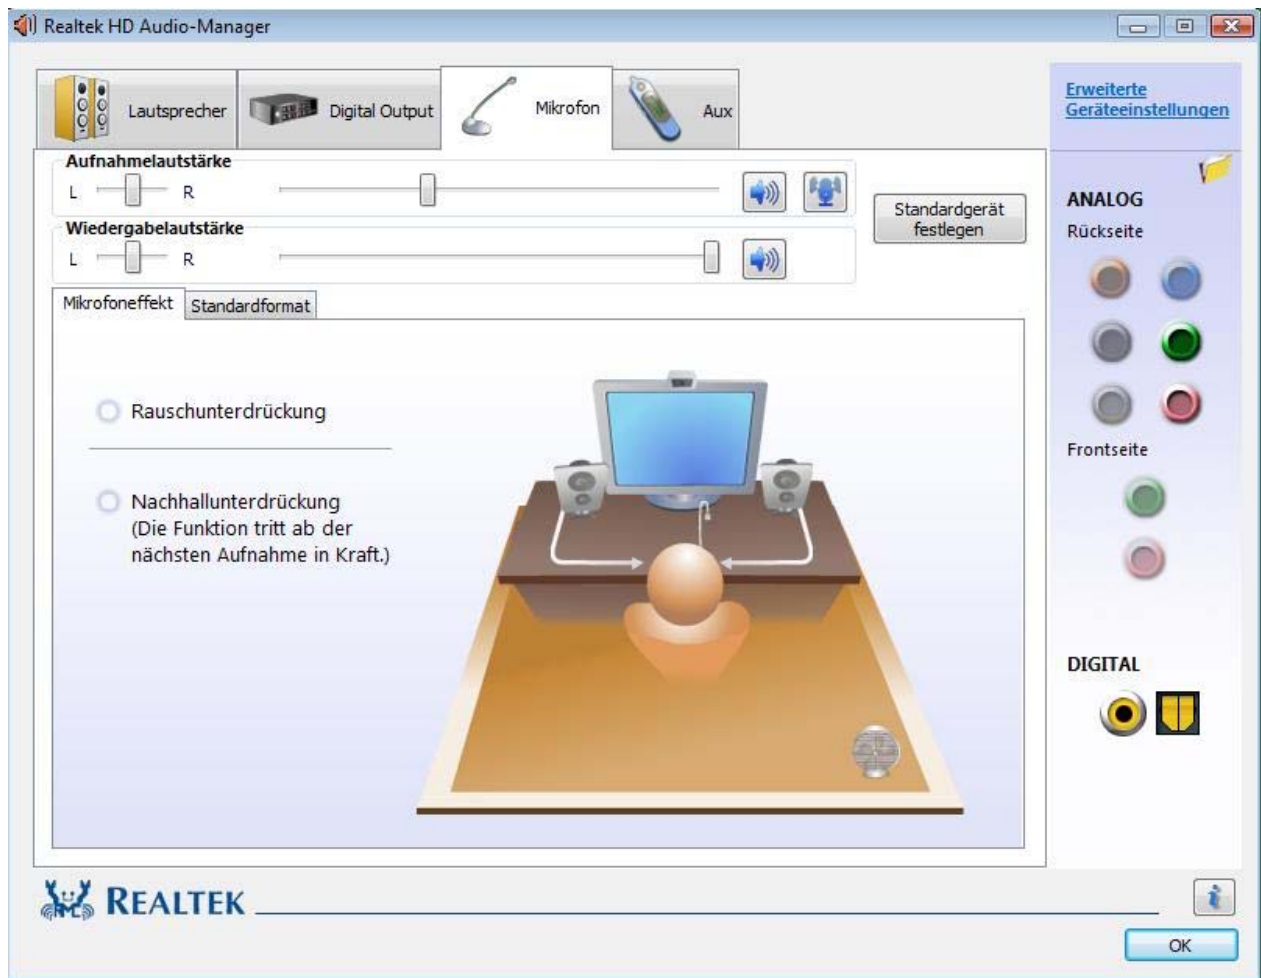 Realtek HD Audio-Manager
Lautsprecher
Digital Output
Mikrofon
Aux
Erweiterte
Geräteeinstellungen
Aufnahmelautstärke
L
R
Standardgerät
festlegen
Wiedergabelautstärke
L
R
Mikrofoneffekt
Standardformat
Rauschunterdrückung
Nachhallunterdrückung
(Die Funktion tritt ab der
nächsten Aufnahme in Kraft.)
ANALOG
Rückseite
Frontseite
DIGITAL
REALTEK
i
OK